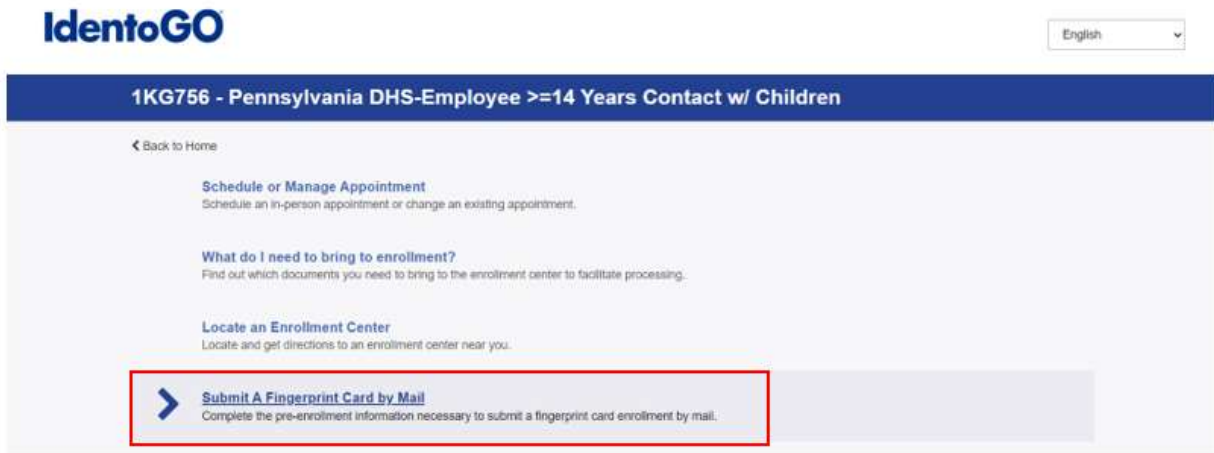 IdentoGO
English
1KG756 - Pennsylvania DHS-Employee >=14 Years Contact w/ Children
Back to Home
Schedule or Manage Appointment
Schedule an in-person appointment or change an existing appointment.
What do I need to bring to enrollment?
Find out which documents you need to bring to the enrollment center to facilitate processing.
Locate an Enrollment Center
Locate and get directions to an enrollment center near you.
Submit A Fingerprint Card by Mail
Complete the pre-enrollment information necessary to submit a fingerprint card enrollment by mail.